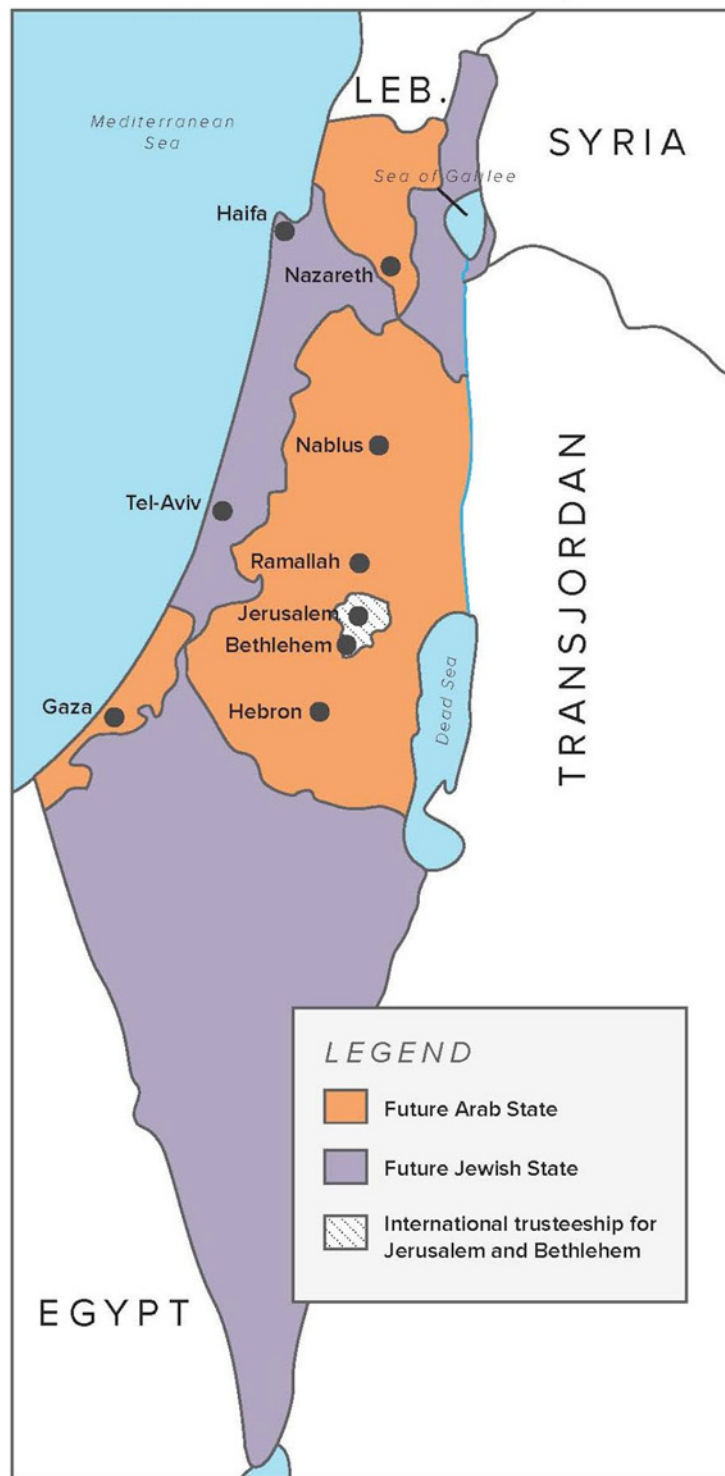 LEB.
Mediterranean
Sea
SYRIA
Sea of Galilee
Haifa
Nazareth
Nablus
Tel-Aviv
TRANSJORDAN
Ramallah
Jerusalem
Bethlehem
Dead Sea
Gaza
Hebron
LEGEND
Future Arab State
Future Jewish State
International trusteeship for
Jerusalem and Bethlehem
EGYPT